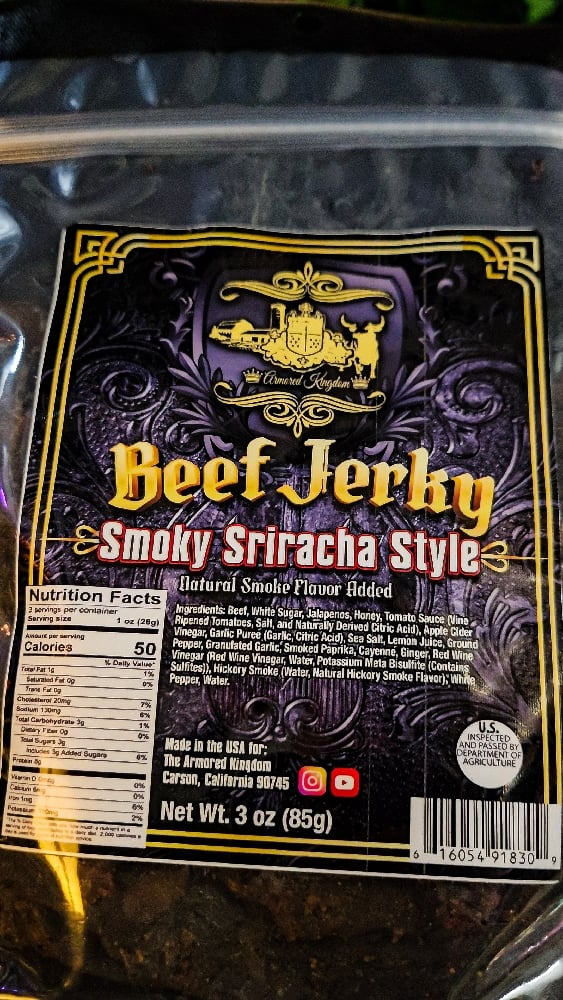 Armored Kingdom
Beef Jerky
Smoky Sriracha Style
Natural Smoke Flavor Added
Nutrition Facts
3 servings per container
Serving size 1 oz (28g)
Amount per serving
Calories 50
% Daily Value*
Total Fat 1g 1%
Saturated Fat 0g 0%
Trans Fat 0g
Cholesterol 20mg 7%
Sodium 130mg 6%
Total Carbohydrate 3g 1%
Dietary Fiber 0g 0%
Total Sugars 3g
Includes 3g Added Sugars 6%
Protein 8g
Vitamin D 0%
Calcium 0%
Iron 1mg 6%
Potassium 2%
Ingredients: Beef, White Sugar, Jalapenos, Honey, Tomato Sauce (Vine
Ripened Tomatoes, Salt, and Naturally Derived Citric Acid), Apple Cider
Vinegar, Garlic Puree (Garlic, Citric Acid), Sea Salt, Lemon Juice, Ground
Pepper, Granulated Garlic, Smoked Paprika, Cayenne, Ginger, Red Wine
Vinegar (Red Wine Vinegar, Water, Potassium Meta Bisulfite (Contains
Sulfites)), Hickory Smoke (Water, Natural Hickory Smoke Flavor), White
Pepper, Water.
Made in the USA for:
The Armored Kingdom
Carson, California 90745
Net Wt. 3 oz (85g)
U.S.
INSPECTED
AND PASSED BY
DEPARTMENT OF
AGRICULTURE
6 16054 91830 9